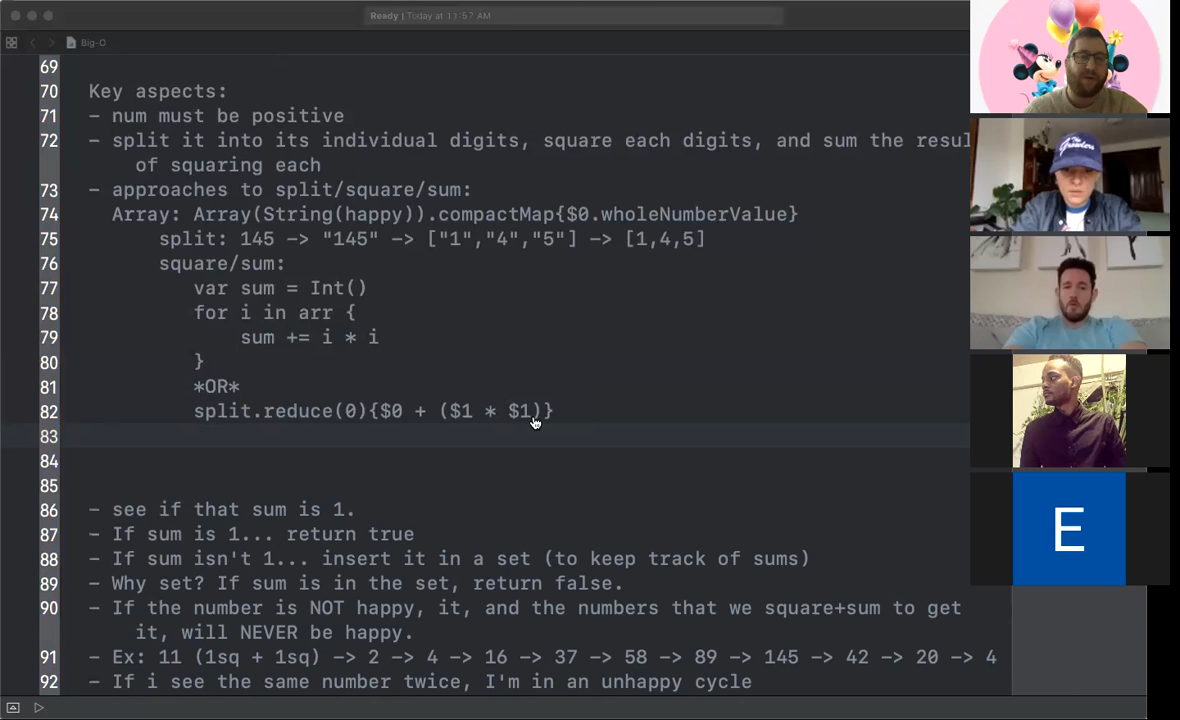 Ready | Today at 11:57 AM
Big-O
69
70 Key aspects:
71 - num must be positive
72 - split it into its individual digits, square each digits, and sum the resul
of squaring each
73 - approaches to split/square/sum:
74 Array: Array(String(happy)).compactMap{$0.wholeNumberValue}
75 split: 145 -> "145" -> ["1","4","5"] -> [1,4,5]
76 square/sum:
77 var sum = Int()
78 for i in arr {
79 sum += i * i
80 }
81 *OR*
82 split.reduce(0){$0 + ($1 * $1)}
83
84
85
86 - see if that sum is 1.
87 - If sum is 1... return true
88 - If sum isn't 1... insert it in a set (to keep track of sums)
89 - Why set? If sum is in the set, return false.
90 - If the number is NOT happy, it, and the numbers that we square+sum to get
it, will NEVER be happy.
91 - Ex: 11 (1sq + 1sq) -> 2 -> 4 -> 16 -> 37 -> 58 -> 89 -> 145 -> 42 -> 20 -> 4
92 - If i see the same number twice, I'm in an unhappy cycle
E